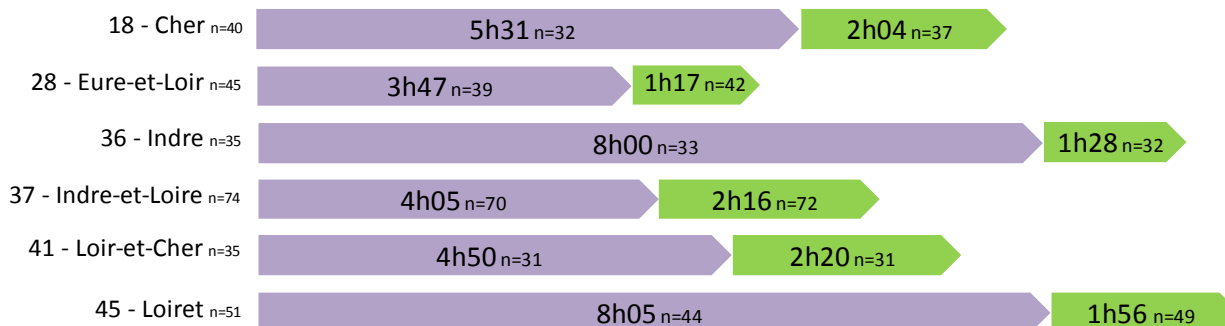 18 - Cher n=40 5h31 n=32 2h04 n=37
28 - Eure-et-Loir n=45 3h47 n=39 1h17 n=42
36 - Indre n=35 8h00 n=33 1h28 n=32
37 - Indre-et-Loire n=74 4h05 n=70 2h16 n=72
41 - Loir-et-Cher n=35 4h50 n=31 2h20 n=31
45 - Loiret n=51 8h05 n=44 1h56 n=49